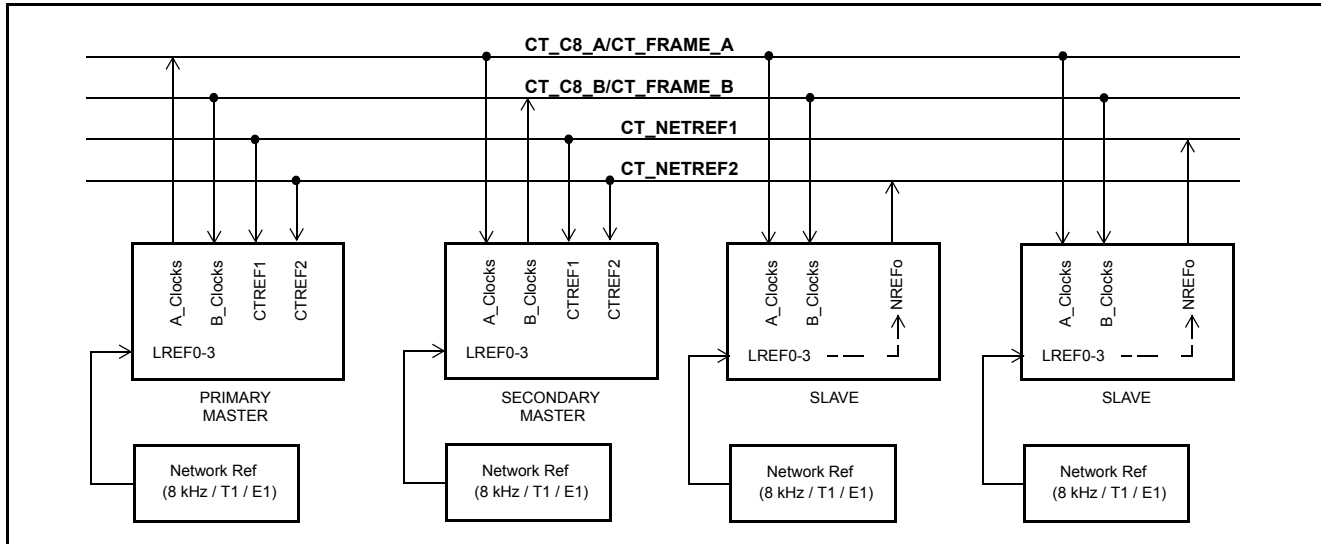 CT_C8_A/CT_FRAME_A
CT_C8_B/CT_FRAME_B
CT_NETREF1
CT_NETREF2
A_Clocks
B_Clocks
CTREF1
CTREF2
LREF0-3
PRIMARY
MASTER
Network Ref
(8 kHz / T1 / E1)
A_Clocks
B_Clocks
CTREF1
CTREF2
LREF0-3
SECONDARY
MASTER
Network Ref
(8 kHz / T1 / E1)
A_Clocks
B_Clocks
NREFo
LREF0-3
SLAVE
Network Ref
(8 kHz / T1 / E1)
A_Clocks
B_Clocks
NREFo
LREF0-3
SLAVE
Network Ref
(8 kHz / T1 / E1)